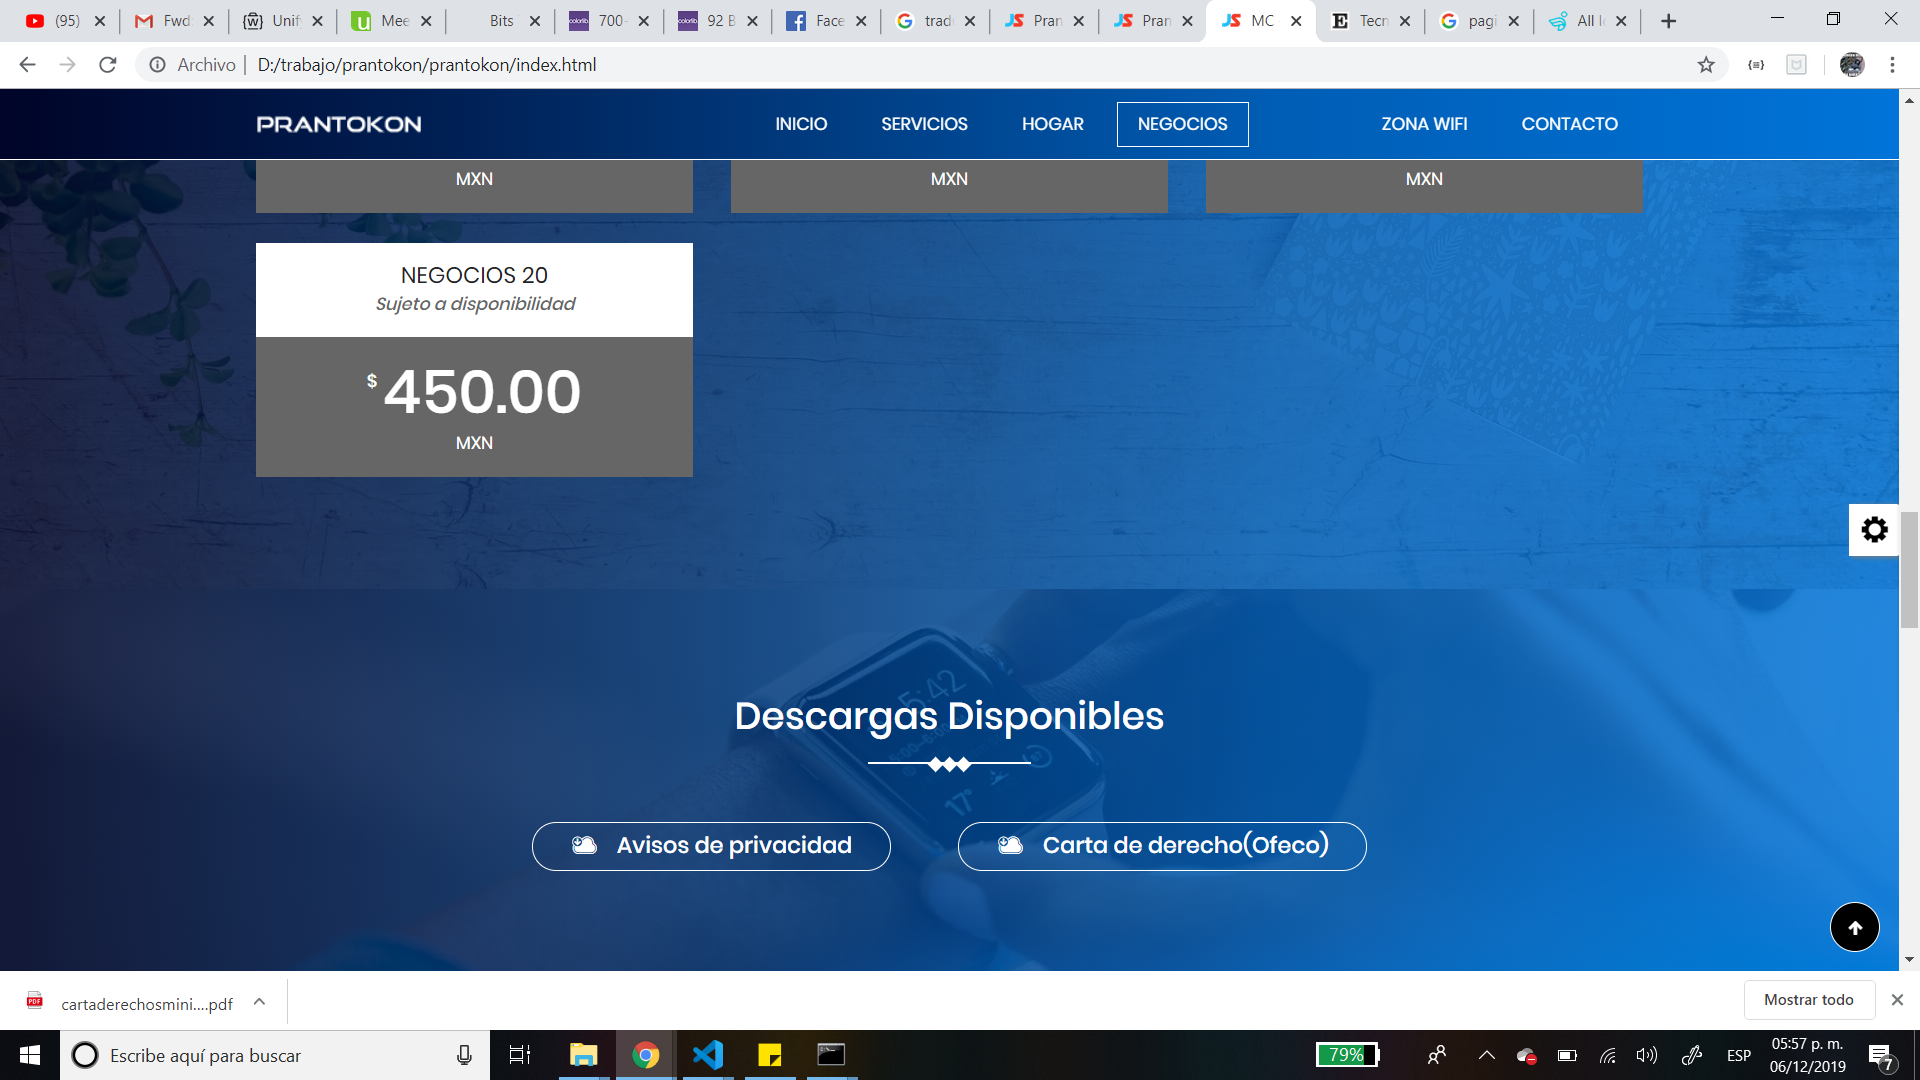 (95)
Fwd:
Unif
Mee
Bits
700+
92 B
Face
trad
Pran
Pran
MC
Tecn
pagi
All Ic
Archivo | D:/trabajo/prantokon/prantokon/index.html
PRANTOKON
INICIO
SERVICIOS
HOGAR
NEGOCIOS
ZONA WIFI
CONTACTO
MXN
MXN
MXN
NEGOCIOS 20
Sujeto a disponibilidad
$450.00
MXN
Descargas Disponibles
Avisos de privacidad
Carta de derecho(Ofeco)
cartaderechosmini....pdf
Mostrar todo
Escribe aquí para buscar
79%
ESP
05:57 p. m.
06/12/2019
7